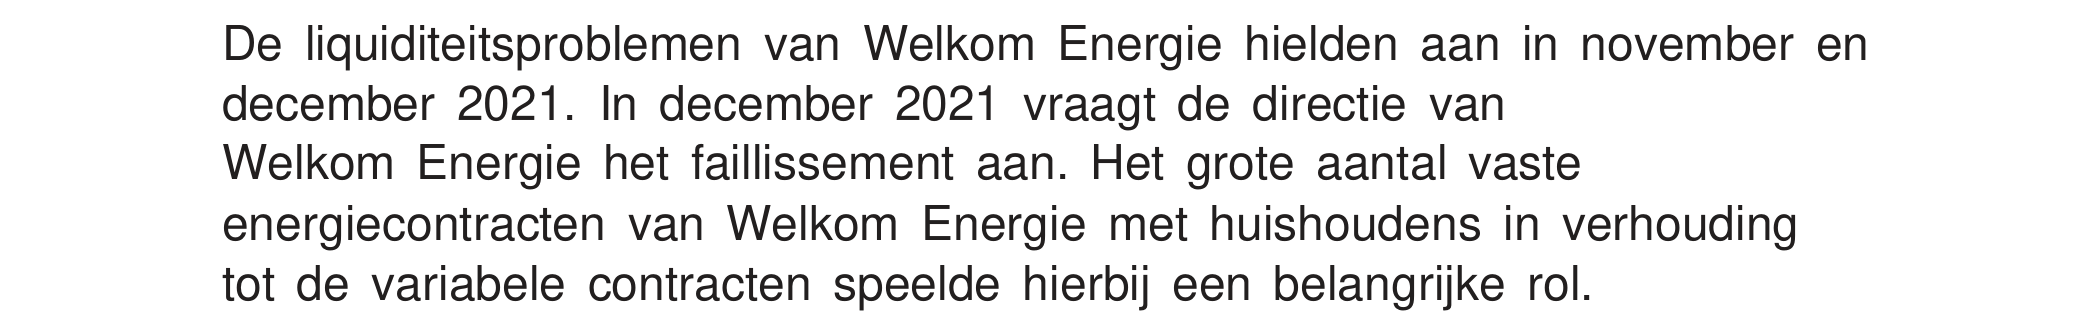 De liquiditeitsproblemen van Welkom Energie hielden aan in november en
december 2021. In december 2021 vraagt de directie van
Welkom Energie het faillissement aan. Het grote aantal vaste
energiecontracten van Welkom Energie met huishoudens in verhouding
tot de variabele contracten speelde hierbij een belangrijke rol.